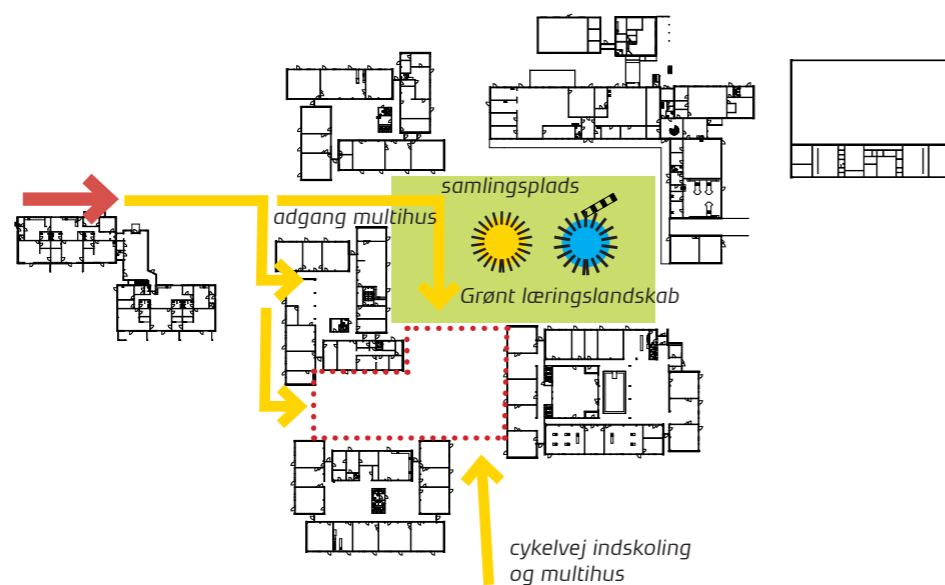 samlingsplads
adgang multihus
Grønt læringslandskab
cykelvej indskoling
og multihus